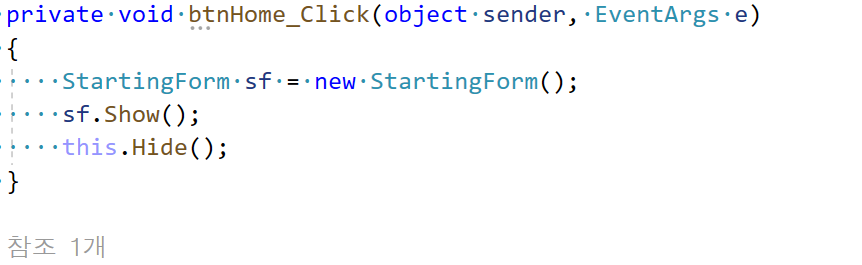 private void btnHome_Click(object sender, EventArgs e)
{
    StartingForm sf = new StartingForm();
    sf.Show();
    this.Hide();
}
참조 1개